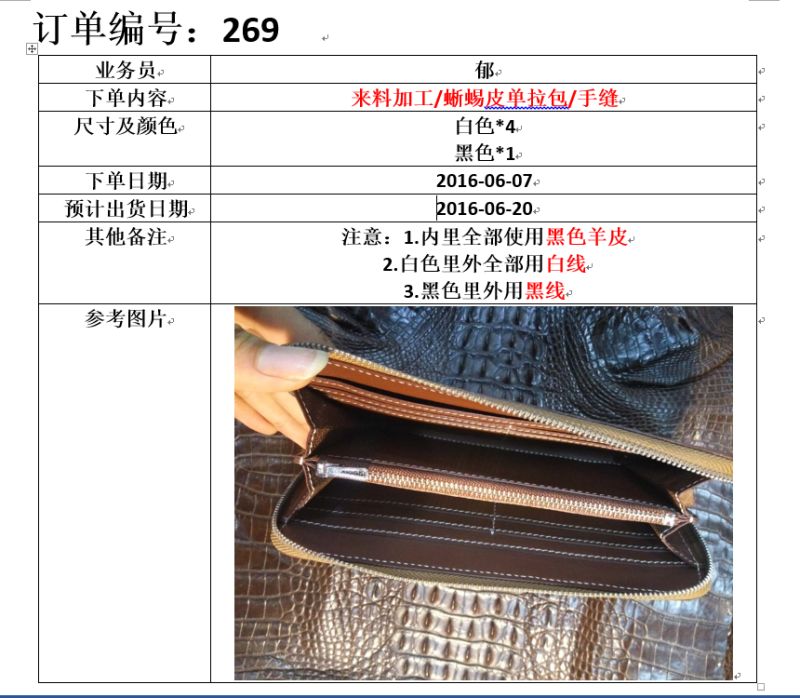 订单编号：269
业务员 郁
下单内容 来料加工/蜥蜴皮单拉包/手缝
尺寸及颜色 白色*4
黑色*1
下单日期 2016-06-07
预计出货日期 2016-06-20
其他备注 注意：1.内里全部使用黑色羊皮
2.白色里外全部用白线
3.黑色里外用黑线
参考图片